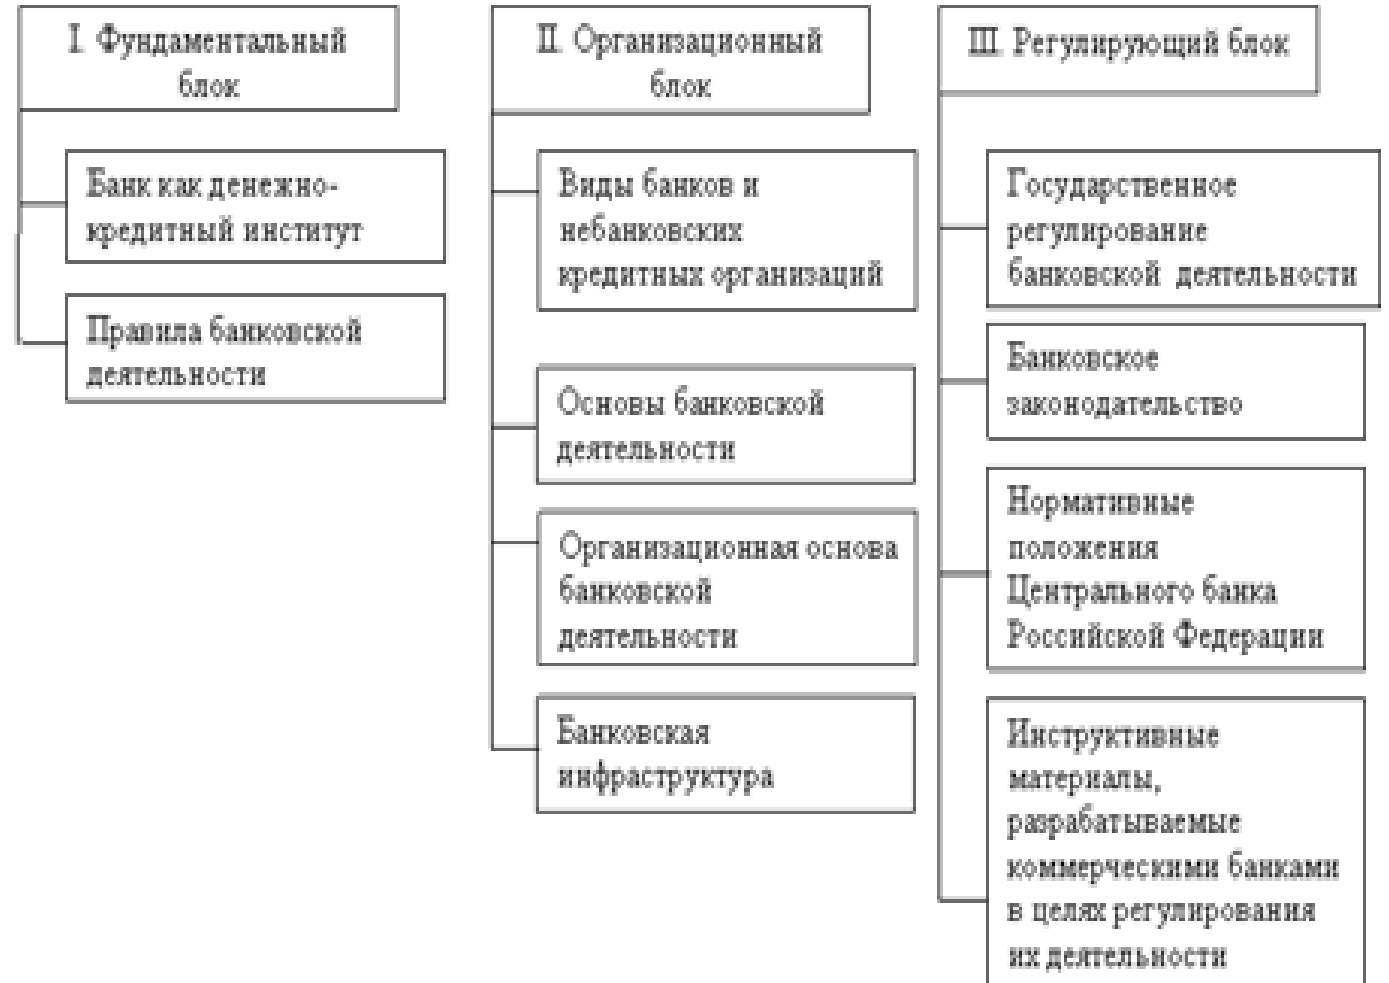 I. Фундаментальный
блок
Банк как денежно-
кредитный институт
Правила банковской
деятельности
II. Организационный
блок
Виды банков и
небанковских
кредитных организаций
Основы банковской
деятельности
Организационная основа
банковской
деятельности
Банковская
инфраструктура
III. Регулирующий блок
Государственное
регулирование
банковской деятельности
Банковское
законодательство
Нормативные
положения
Центрального банка
Российской Федерации
Инструктивные
материалы,
разрабатываемые
коммерческими банками
в целях регулирования
их деятельности